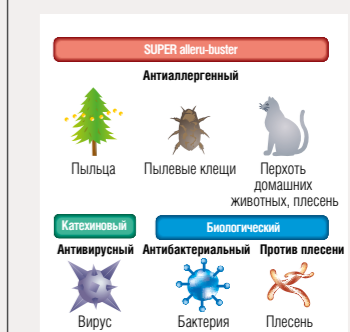 SUPER alleru-buster
Антиаллергенный
Пыльца Пылевые клещи Перхоть
домашних
животных, плесень
Катехиновый Биологический
Антивирусный Антибактериальный Против плесени
Вирус Бактерия Плесень